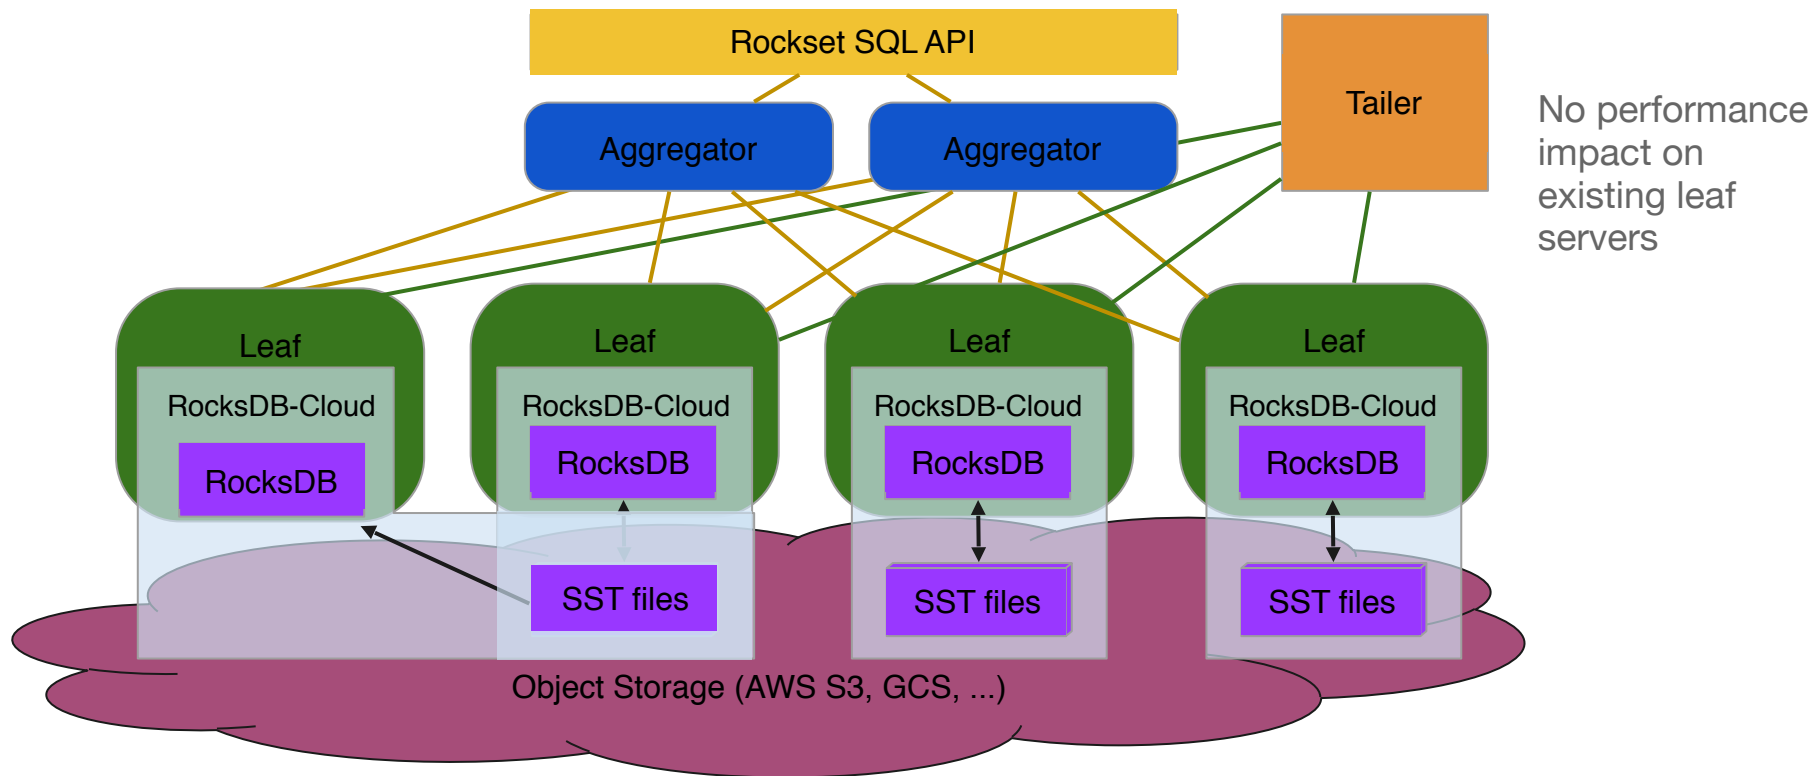 Rockset SQL API
Tailer
No performance
impact on
existing leaf
servers
Aggregator
Aggregator
Leaf
Leaf
Leaf
Leaf
RocksDB-Cloud
RocksDB-Cloud
RocksDB-Cloud
RocksDB-Cloud
RocksDB
RocksDB
RocksDB
RocksDB
SST files
SST files
SST files
Object Storage (AWS S3, GCS, ...)